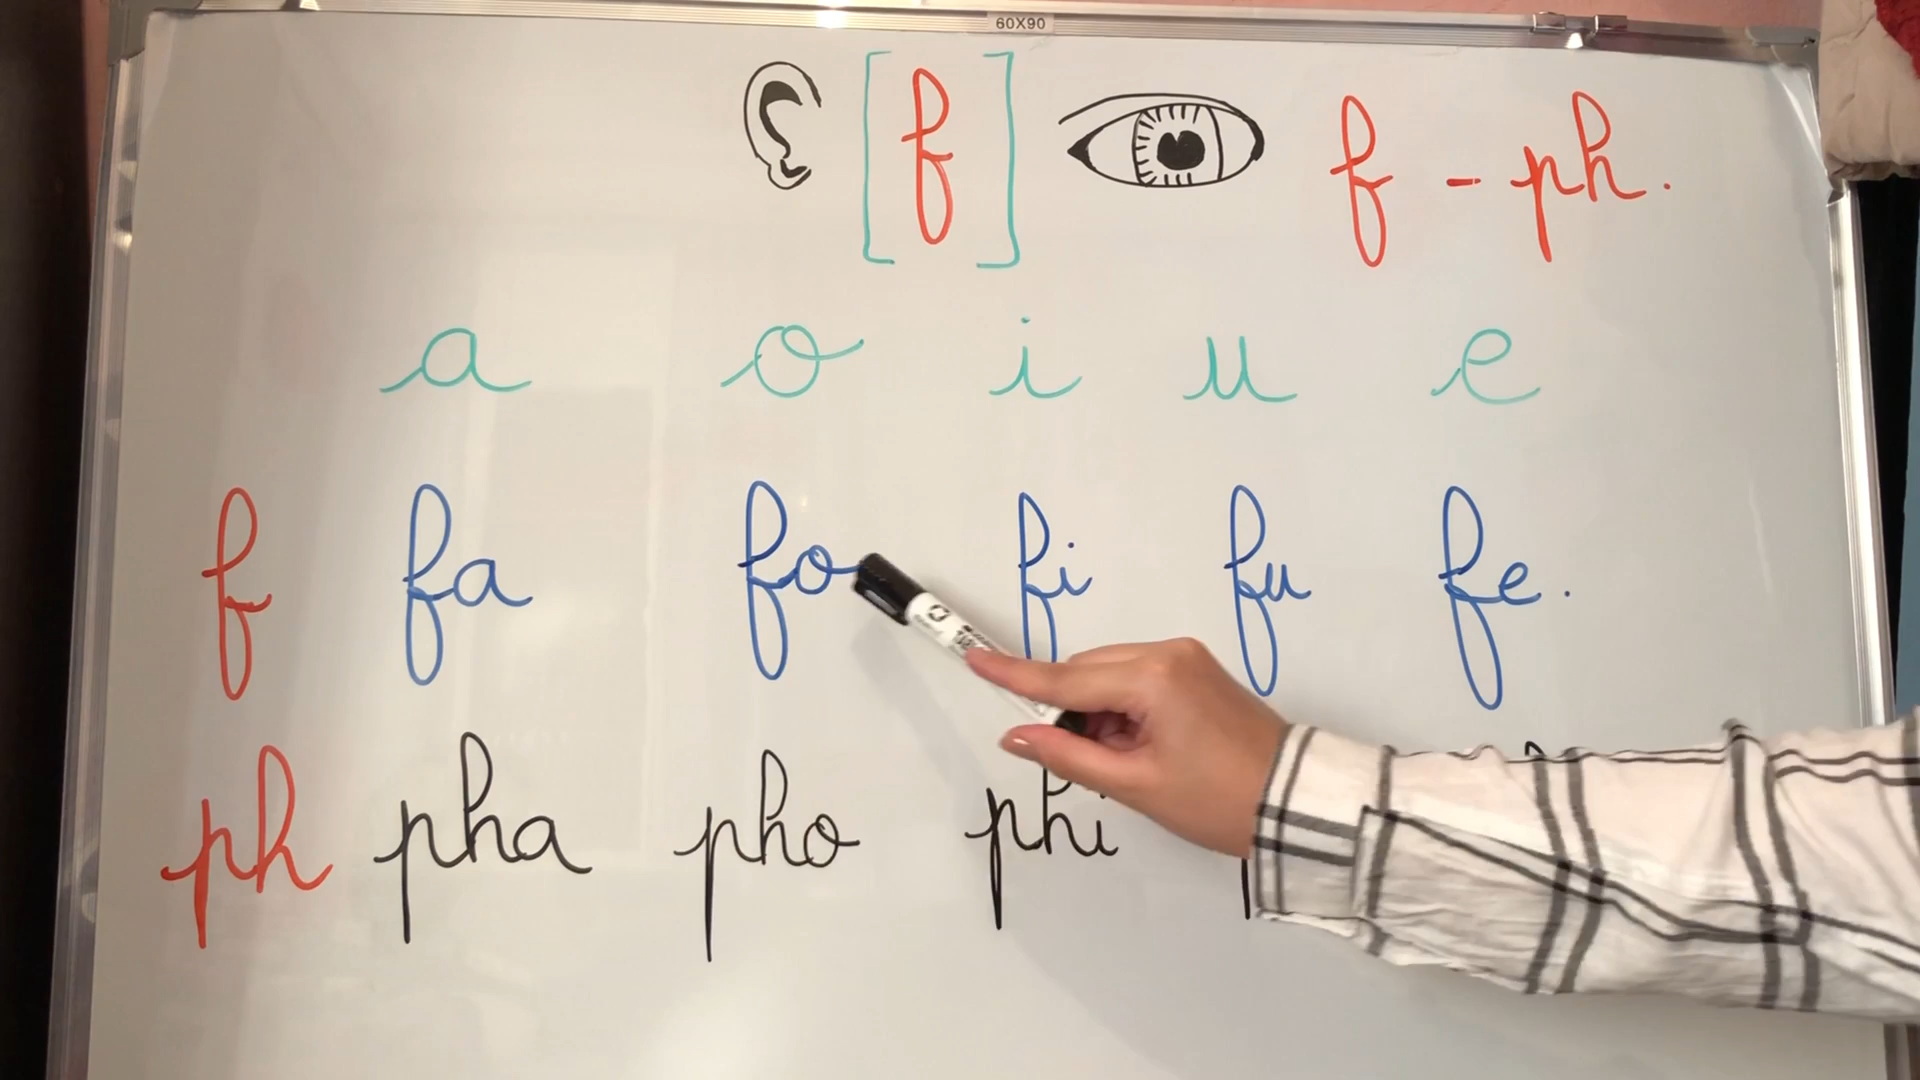 60X90
[f] f - ph.
a o i u e
f fa fo fi fu fe.
ph pha pho phi